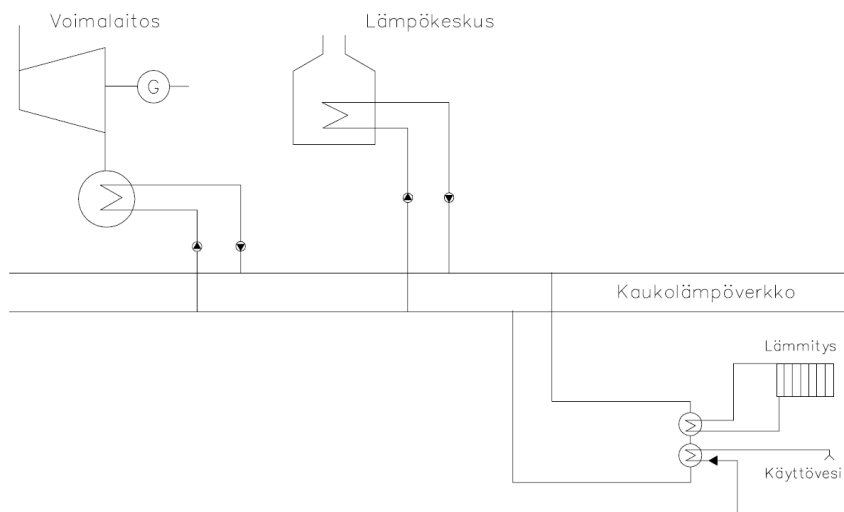 Voimalaitos
Lämpökeskus
G
Kaukolämpöverkko
Lämmitys
Käyttövesi